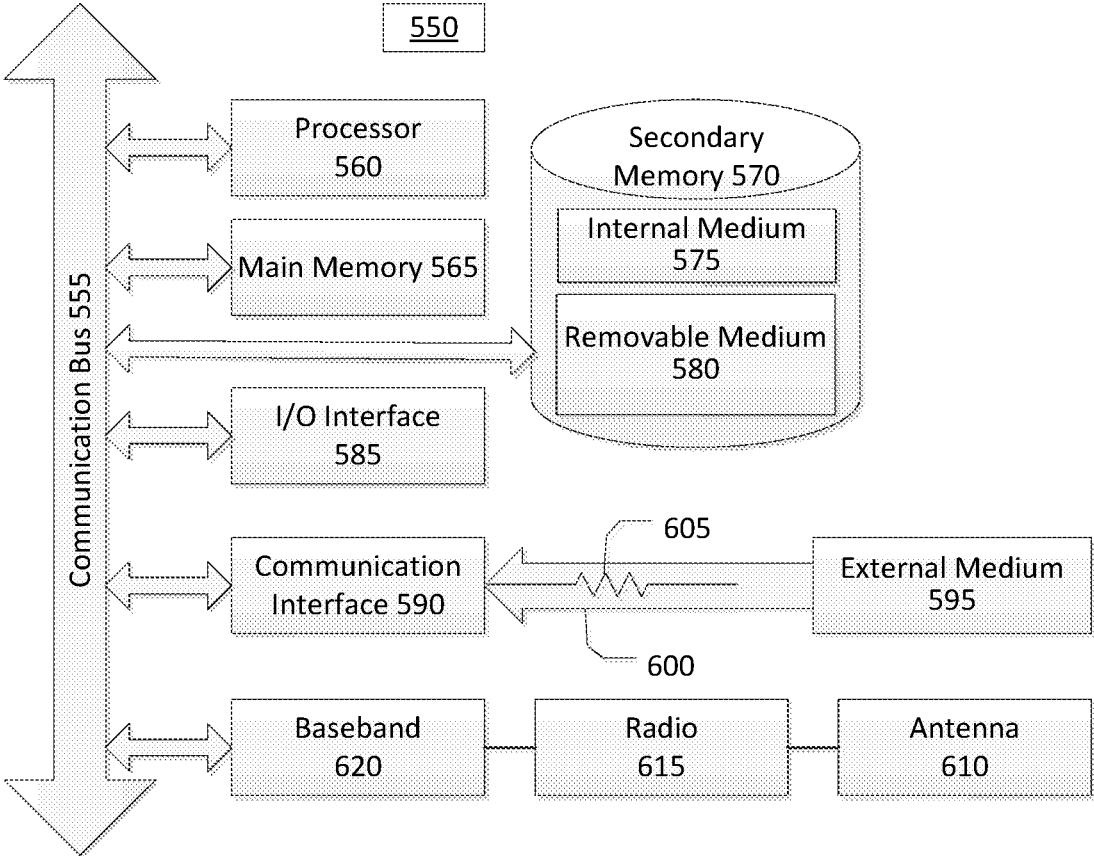 550
Communication Bus 555
Processor
560
Secondary
Memory 570
Internal Medium
575
Removable Medium
580
Main Memory 565
I/O Interface
585
Communication
Interface 590
605
600
External Medium
595
Baseband
620
Radio
615
Antenna
610